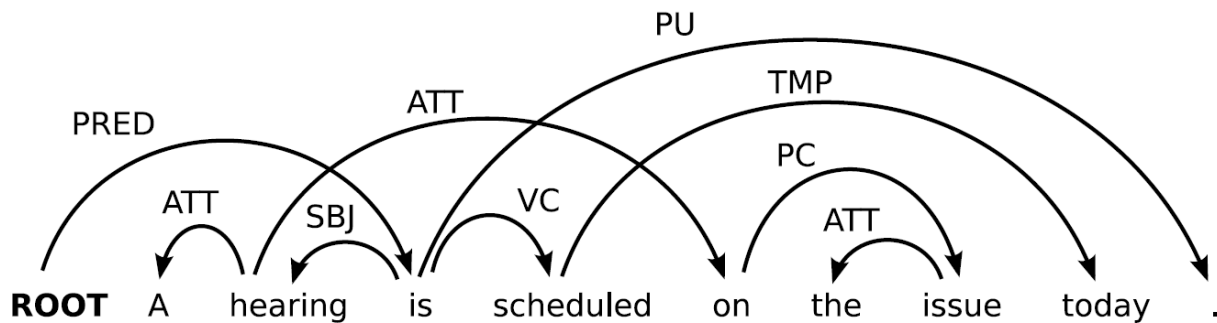 PU
TMP
ATT
PRED
PC
ATT
SBJ
VC
ATT
ROOT A hearing is scheduled on the issue today .